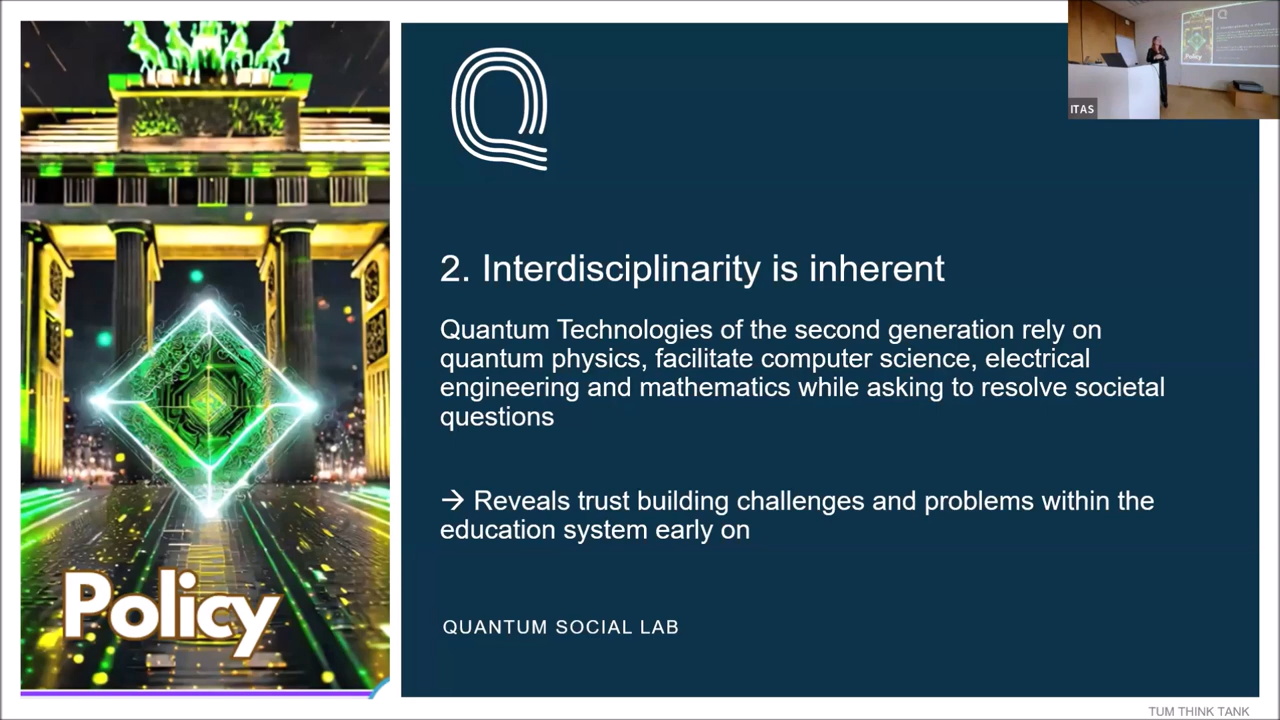 2. Interdisciplinarity is inherent
Quantum Technologies of the second generation rely on
quantum physics, facilitate computer science, electrical
engineering and mathematics while asking to resolve societal
questions
→ Reveals trust building challenges and problems within the
education system early on
QUANTUM SOCIAL LAB
Policy
ITAS
TUM THINK TANK